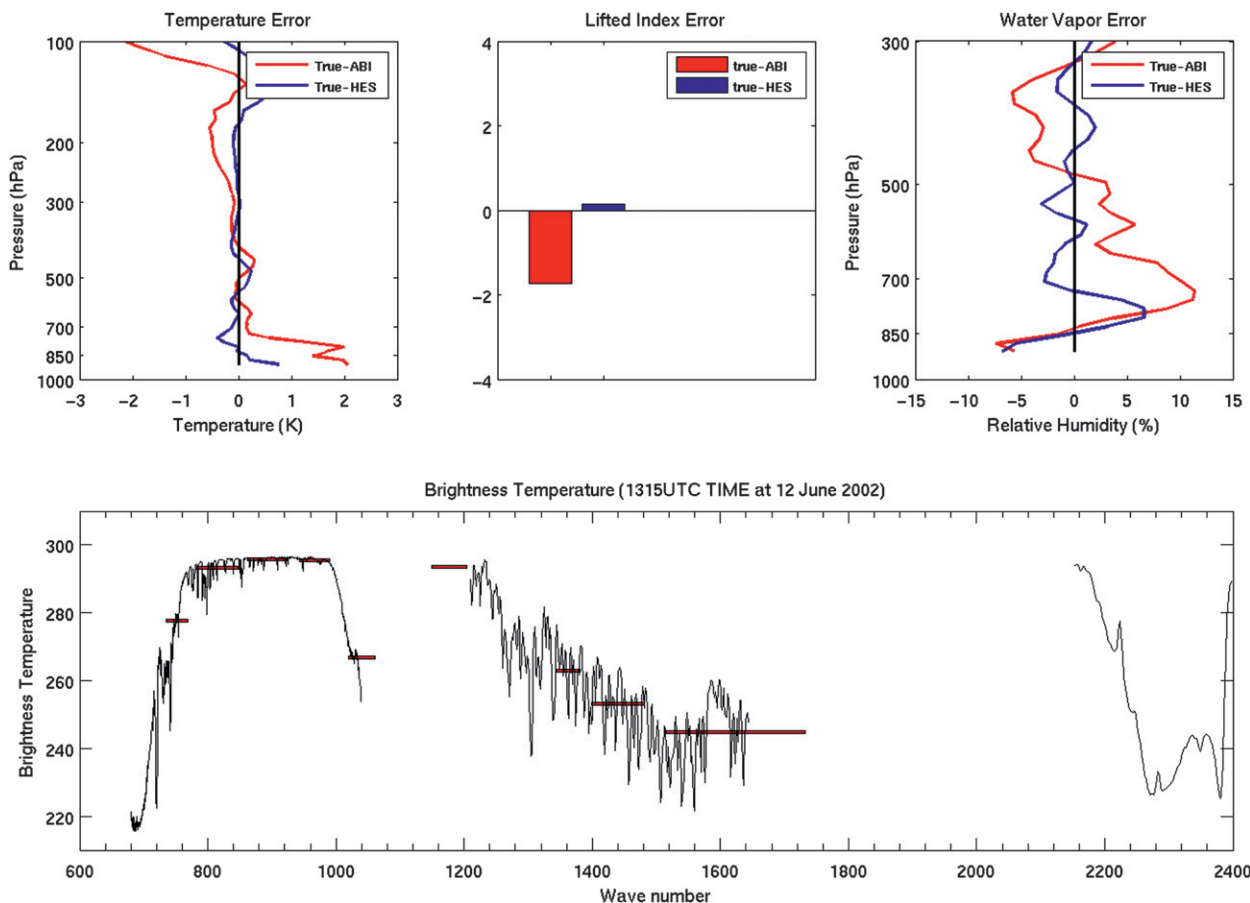 Temperature Error
Lifted Index Error
Water Vapor Error
Pressure (hPa)
100
200
300
500
700
850
1000
True-ABI
True-HES
−3 −2 −1 0 1 2 3
Temperature (K)
4
2
0
−2
−4
true-ABI
true-HES
Pressure (hPa)
300
500
700
850
1000
True-ABI
True-HES
−15 −10 −5 0 5 10 15
Relative Humidity (%)
Brightness Temperature (1315UTC TIME at 12 June 2002)
Brightness Temperature
300
280
260
240
220
600 800 1000 1200 1400 1600 1800 2000 2200 2400
Wave number